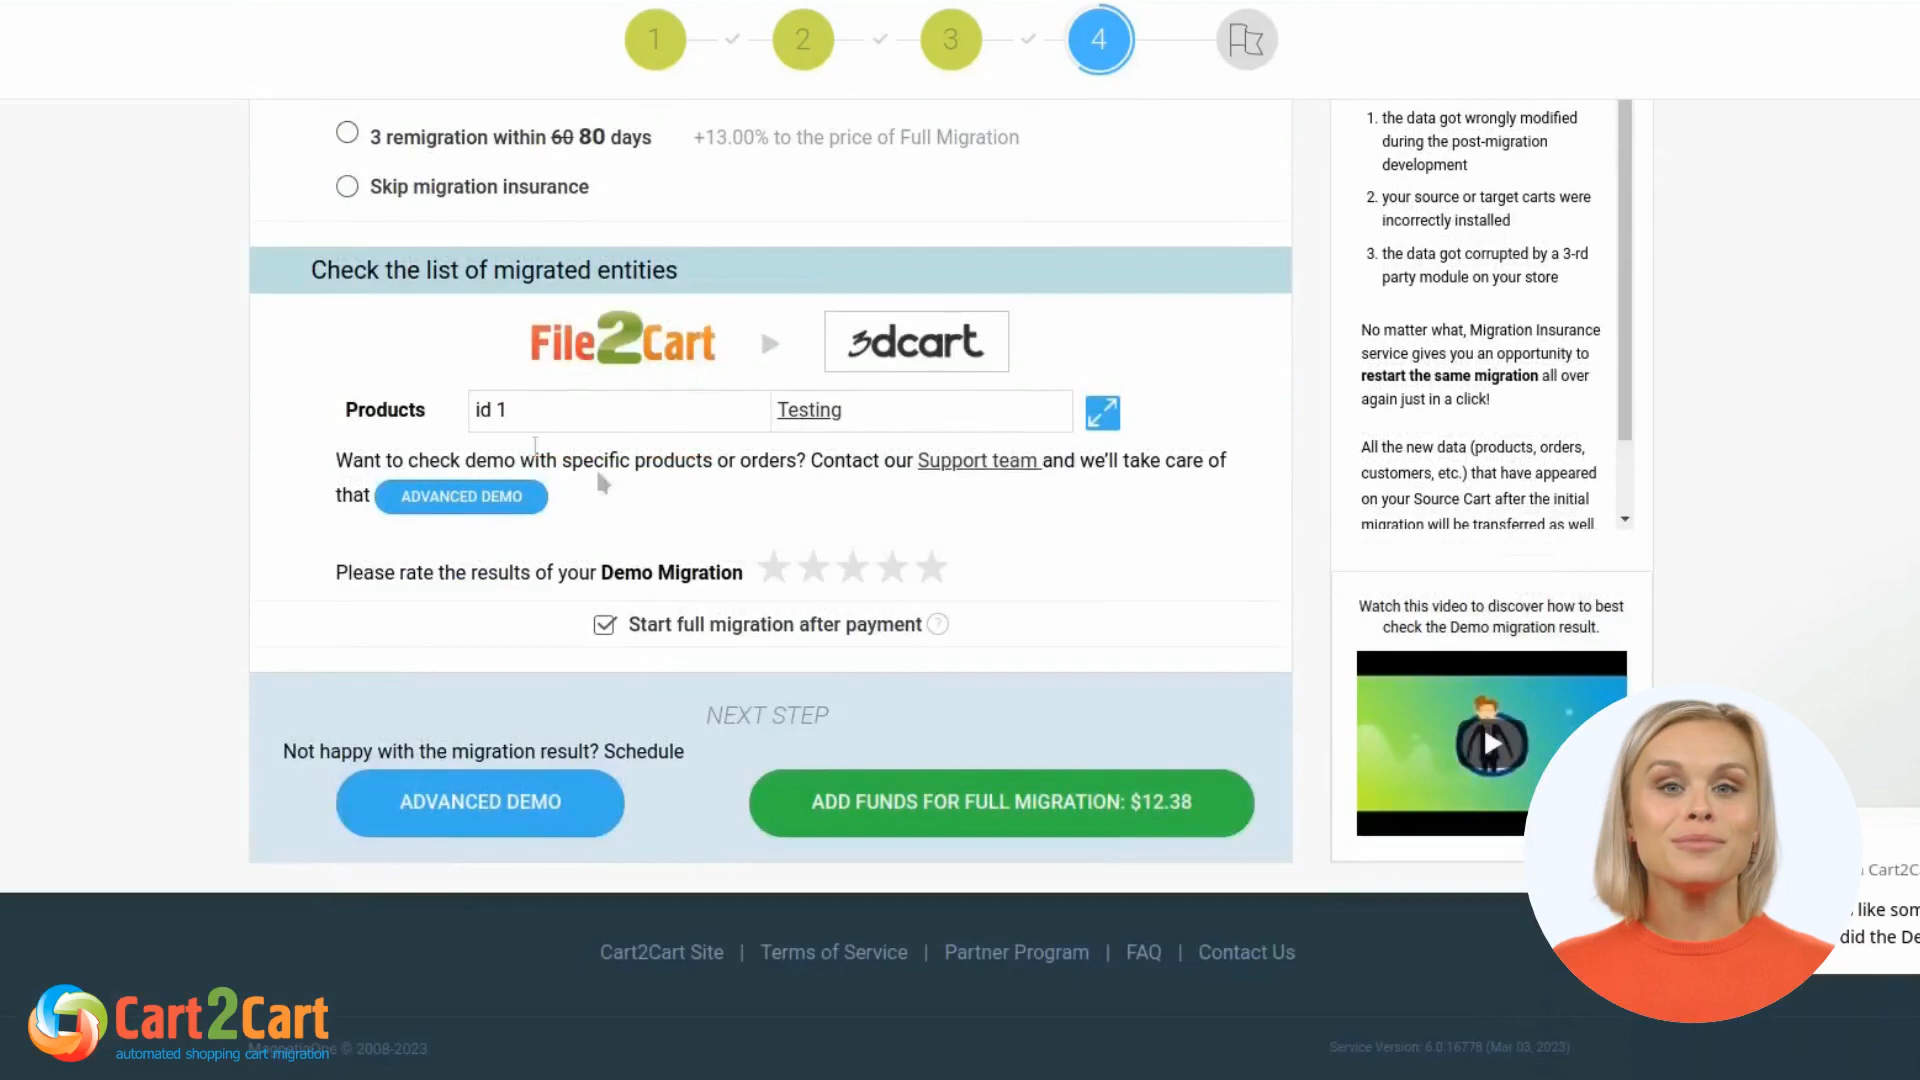 1 2 3 4
3 remigration within 60 80 days +13.00% to the price of Full Migration
Skip migration insurance
Check the list of migrated entities
File2Cart 3dcart
Products id 1 Testing
Want to check demo with specific products or orders? Contact our Support team and we'll take care of
that ADVANCED DEMO
Please rate the results of your Demo Migration
Start full migration after payment ?
NEXT STEP
Not happy with the migration result? Schedule
ADVANCED DEMO ADD FUNDS FOR FULL MIGRATION: $12.38
1. the data got wrongly modified
during the post-migration
development
2. your source or target carts were
incorrectly installed
3. the data got corrupted by a 3-rd
party module on your store
No matter what, Migration Insurance
service gives you an opportunity to
restart the same migration all over
again just in a click!
All the new data (products, orders,
customers, etc.) that have appeared
on your Source Cart after the initial
migration will be transferred as well
Watch this video to discover how to best
check the Demo migration result.
like
did the
Cart2Cart Site | Terms of Service | Partner Program | FAQ | Contact Us
Cart2Cart
automated shopping cart migration
© 2008-2023
Service Version: 6.0.16778 (Mar 03, 2023)